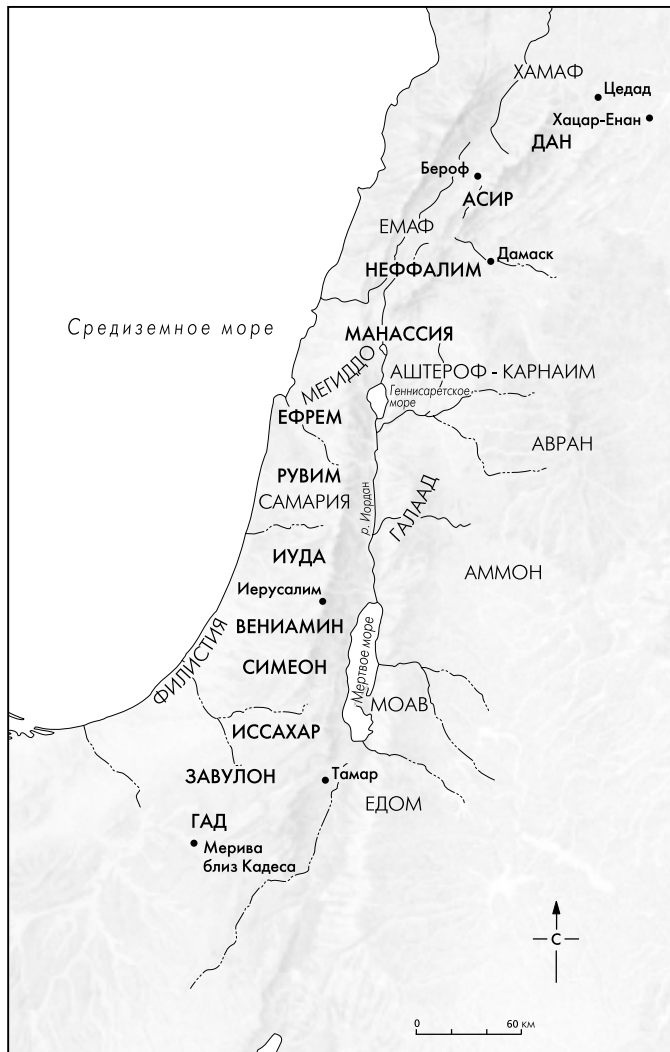 ХАМАФ
Цедад
Хацар-Енан
ДАН
Бероф
АСИР
ЕМАФ
Дамаск
НЕФФАЛИМ
Средиземное море
МАНАССИЯ
МЕГИДДО
АШТЕРОФ - КАРНАИМ
Геннисаретское
море
ЕФРЕМ
АВРАН
РУВИМ
САМАРИЯ
р. Иордан
ГАЛААД
ИУДА
АММОН
Иерусалим
ВЕНИАМИН
ФИЛИСТИЯ
СИМЕОН
Мертвое море
МОАВ
ИССАХАР
ЗАВУЛОН
Тамар
ЕДОМ
ГАД
Мерива
близ Кадеса
С
0 60 км